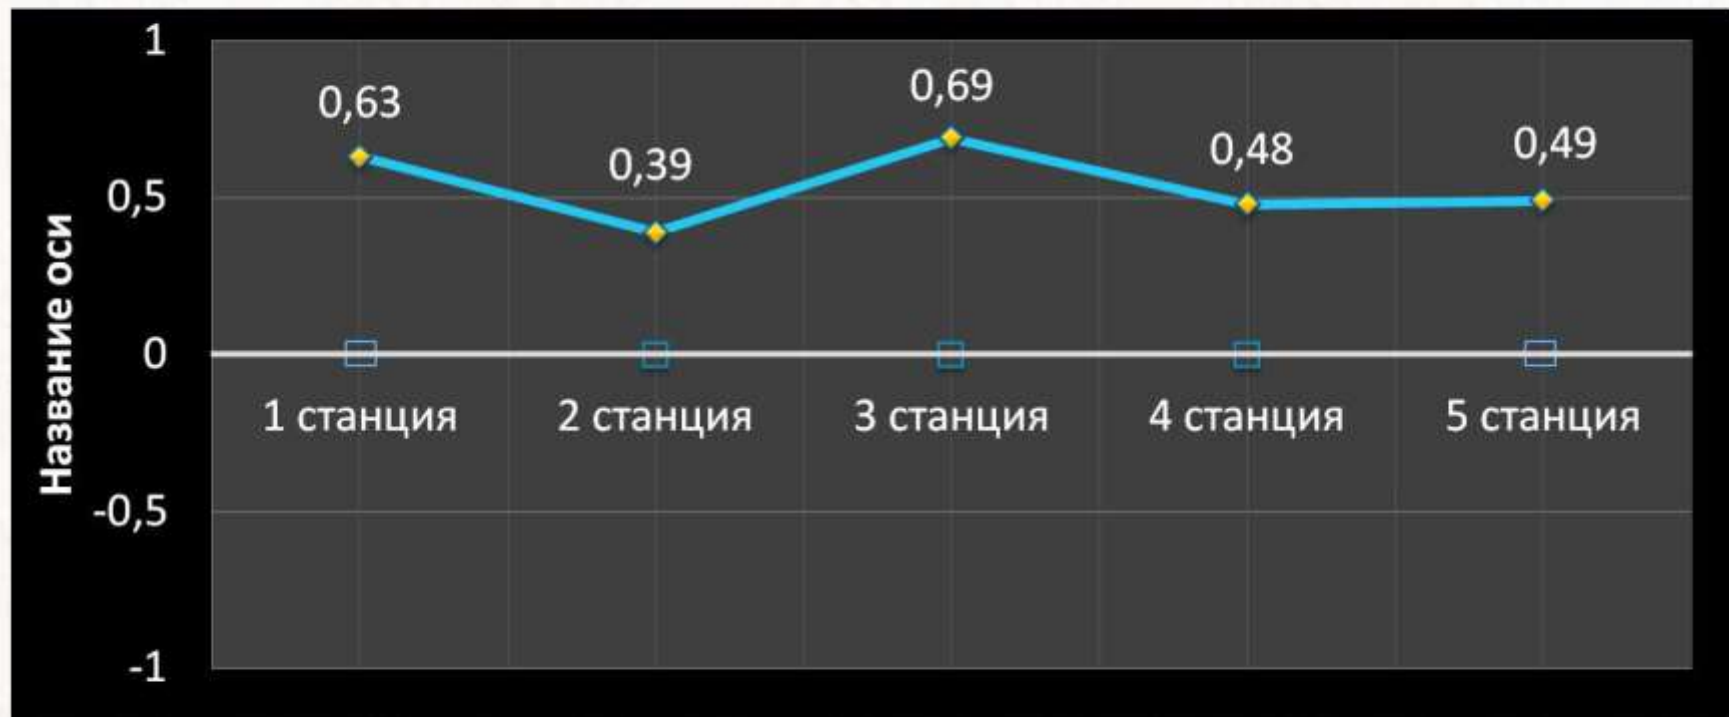 Название оси
1
0,5
0
-0,5
-1
0,63
0,39
0,69
0,48
0,49
1 станция
2 станция
3 станция
4 станция
5 станция